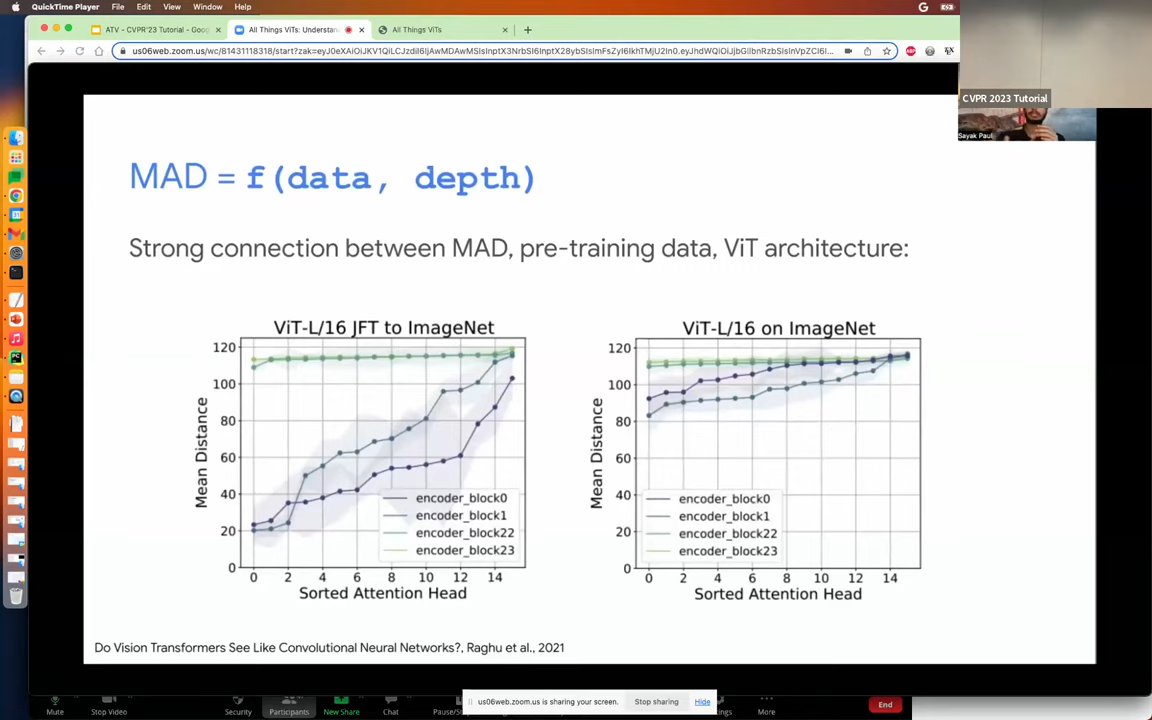 QuickTime Player File Edit View Window Help
ATV - CVPR'23 Tutorial - Goo
All Things ViTs: Understan
All Things ViTs
CVPR 2023 Tutorial
Sayak Paul
MAD = f(data, depth)
Strong connection between MAD, pre-training data, ViT architecture:
ViT-L/16 JFT to ImageNet
120
100
80
60
40
20
0
Mean Distance
encoder_block0
encoder_block1
encoder_block22
encoder_block23
0 2 4 6 8 10 12 14
Sorted Attention Head
ViT-L/16 on ImageNet
120
100
80
60
40
20
0
Mean Distance
encoder_block0
encoder_block1
encoder_block22
encoder_block23
0 2 4 6 8 10 12 14
Sorted Attention Head
Do Vision Transformers See Like Convolutional Neural Networks?, Raghu et al., 2021
us06web.zoom.us is sharing your screen. Stop sharing Hide
Mute Stop Video Security Participants New Share Chat More End